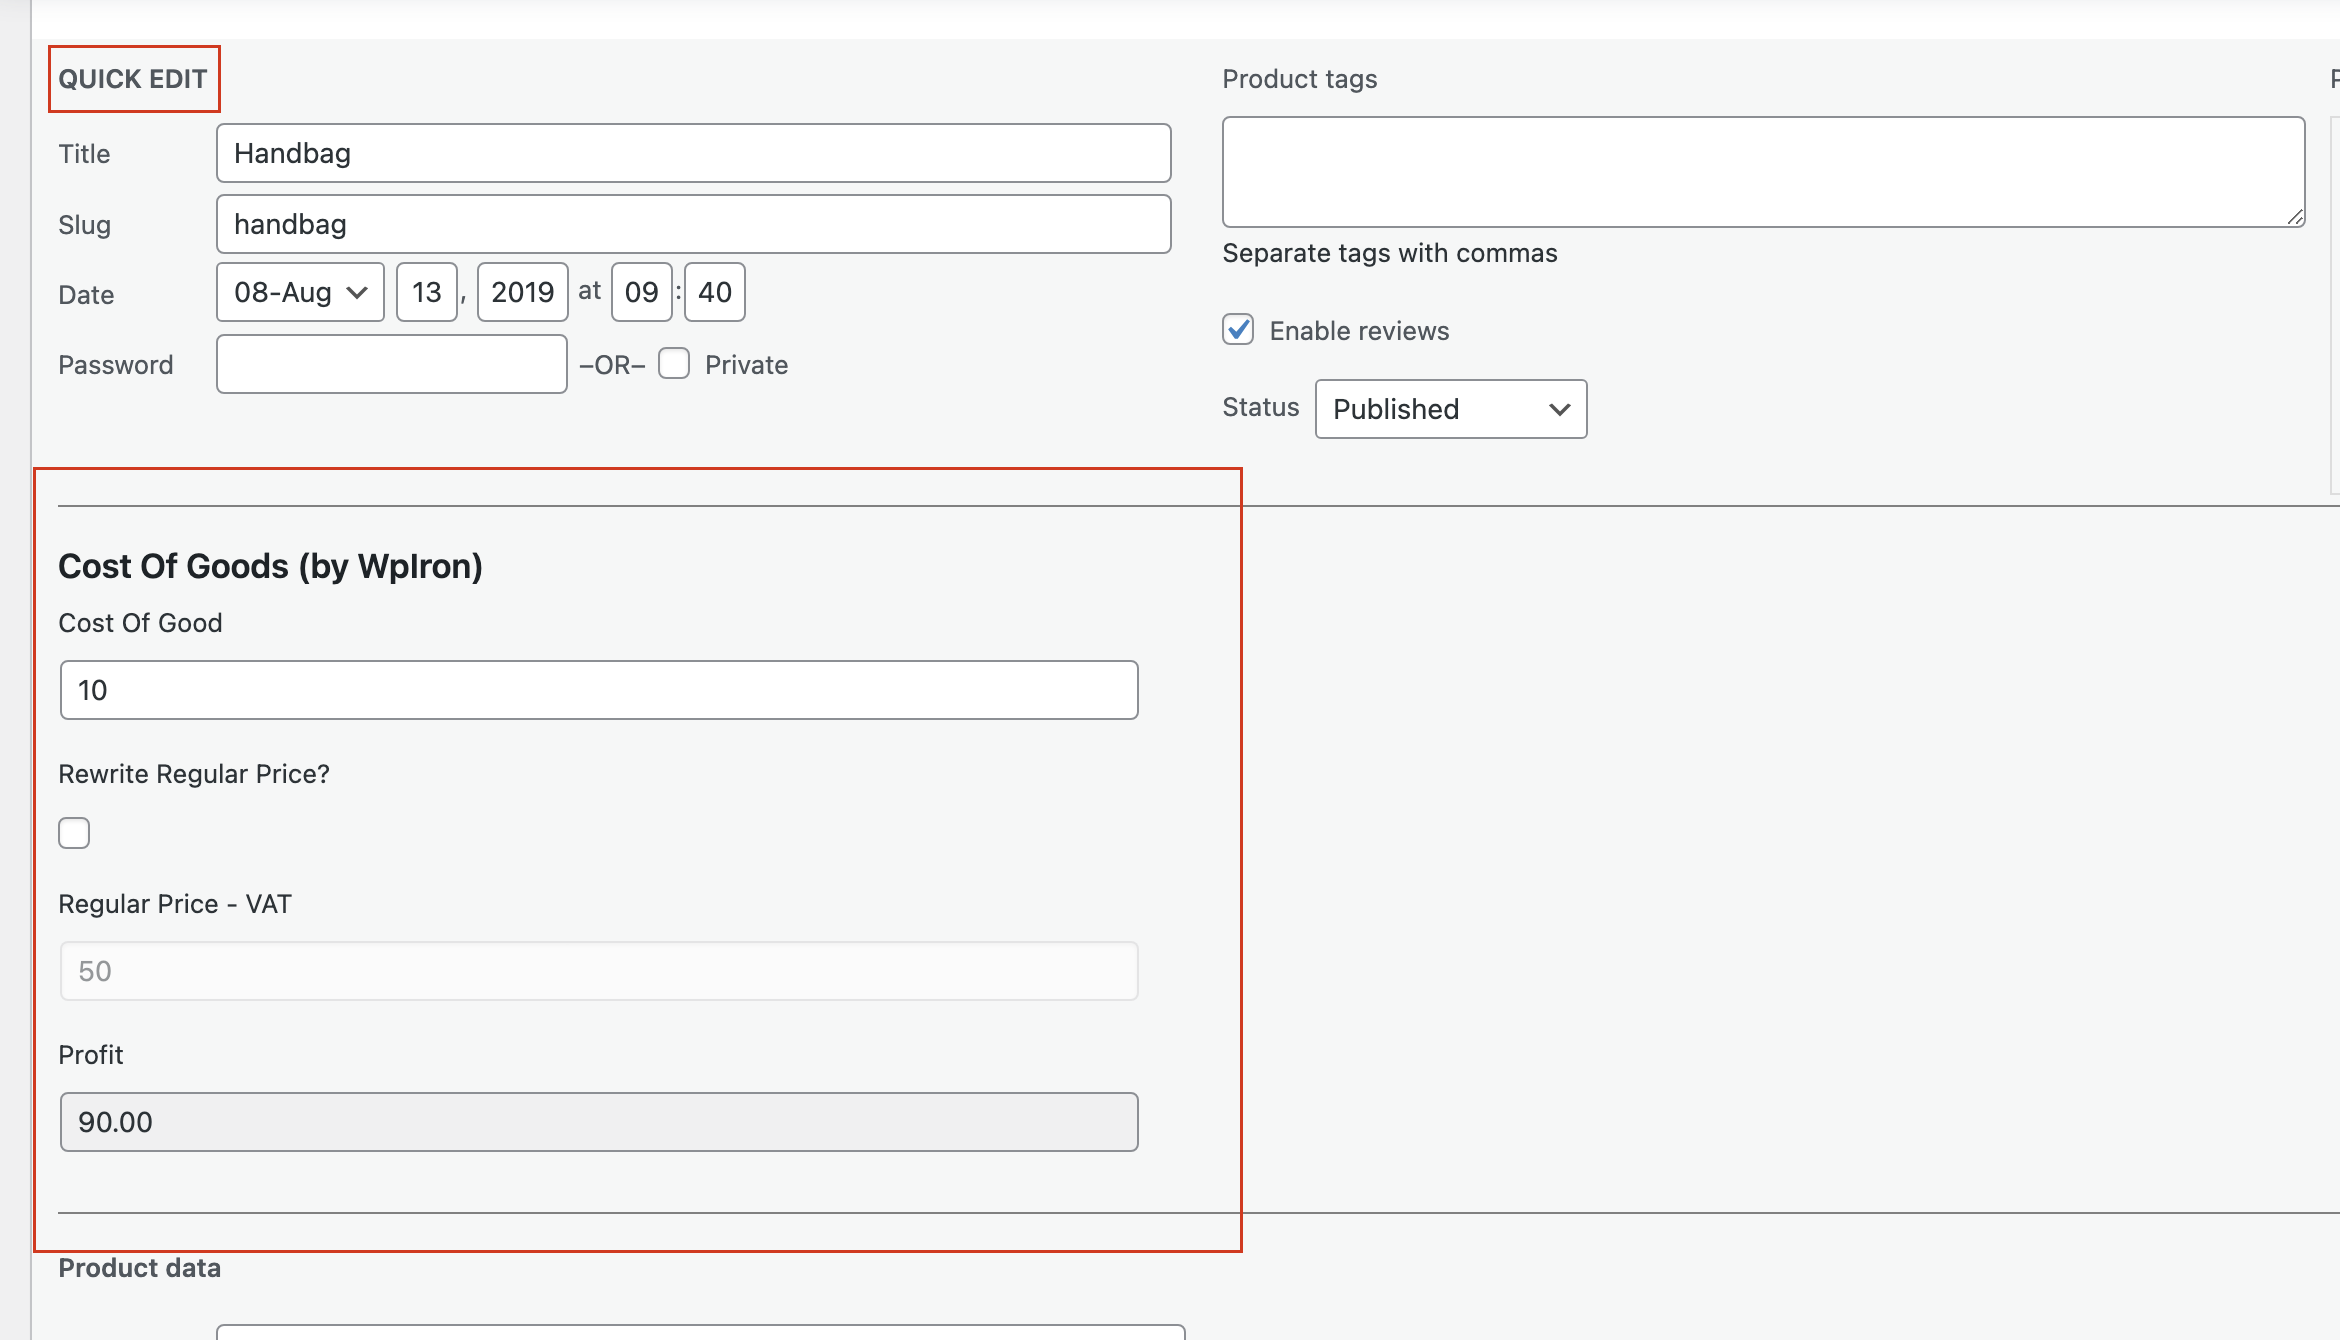 QUICK EDIT
Title Handbag
Slug handbag
Date 08-Aug 13 , 2019 at 09 : 40
Password –OR– Private
Product tags
Separate tags with commas
Enable reviews
Status Published
Cost Of Goods (by WpIron)
Cost Of Good
10
Rewrite Regular Price?
Regular Price - VAT
50
Profit
90.00
Product data